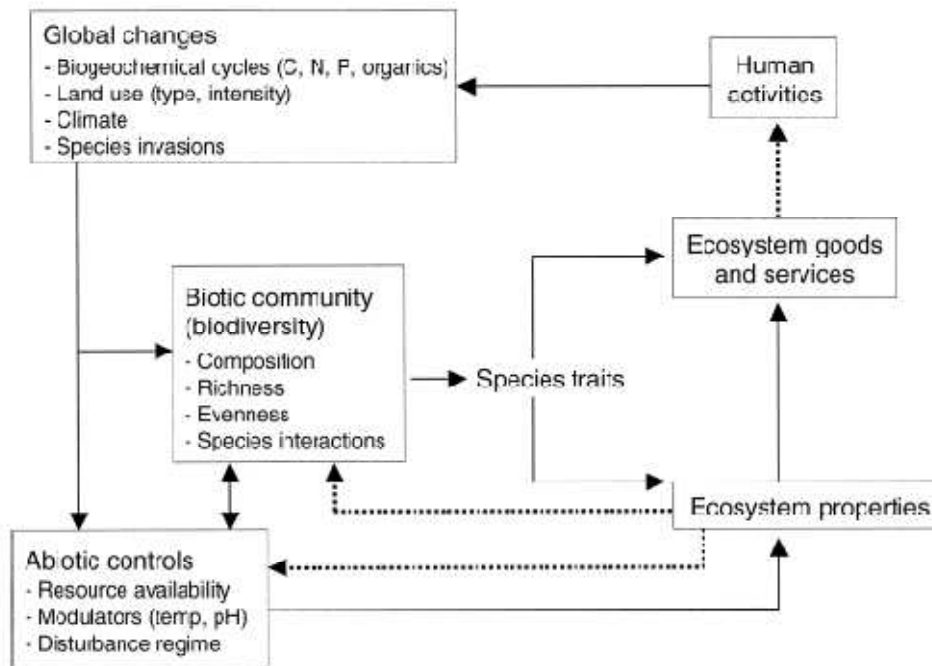 Global changes
- Biogeochemical cycles (C, N, P, organics)
- Land use (type, intensity)
- Climate
- Species invasions
Human
activities
Ecosystem goods
and services
Biotic community
(biodiversity)
- Composition
- Richness
- Evenness
- Species interactions
Species traits
Ecosystem properties
Abiotic controls
- Resource availability
- Modulators (temp, pH)
- Disturbance regime